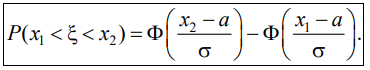 P(x₁ < ξ < x₂) = Φ((x₂ − a)/σ) − Φ((x₁ − a)/σ).